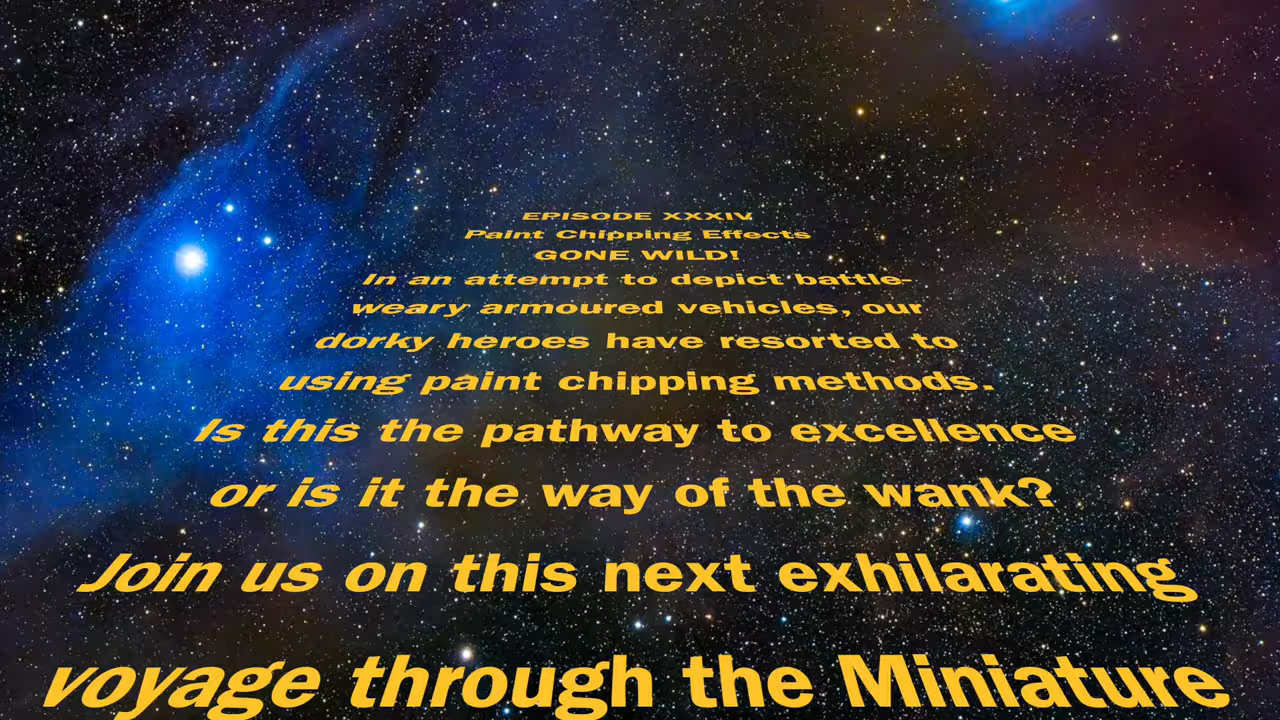 EPISODE XXXIV
Paint Chipping Effects
GONE WILD!
In an attempt to depict battle-
weary armoured vehicles, our
dorky heroes have resorted to
using paint chipping methods.
Is this the pathway to excellence
or is it the way of the wank?
Join us on this next exhilarating
voyage through the Miniature